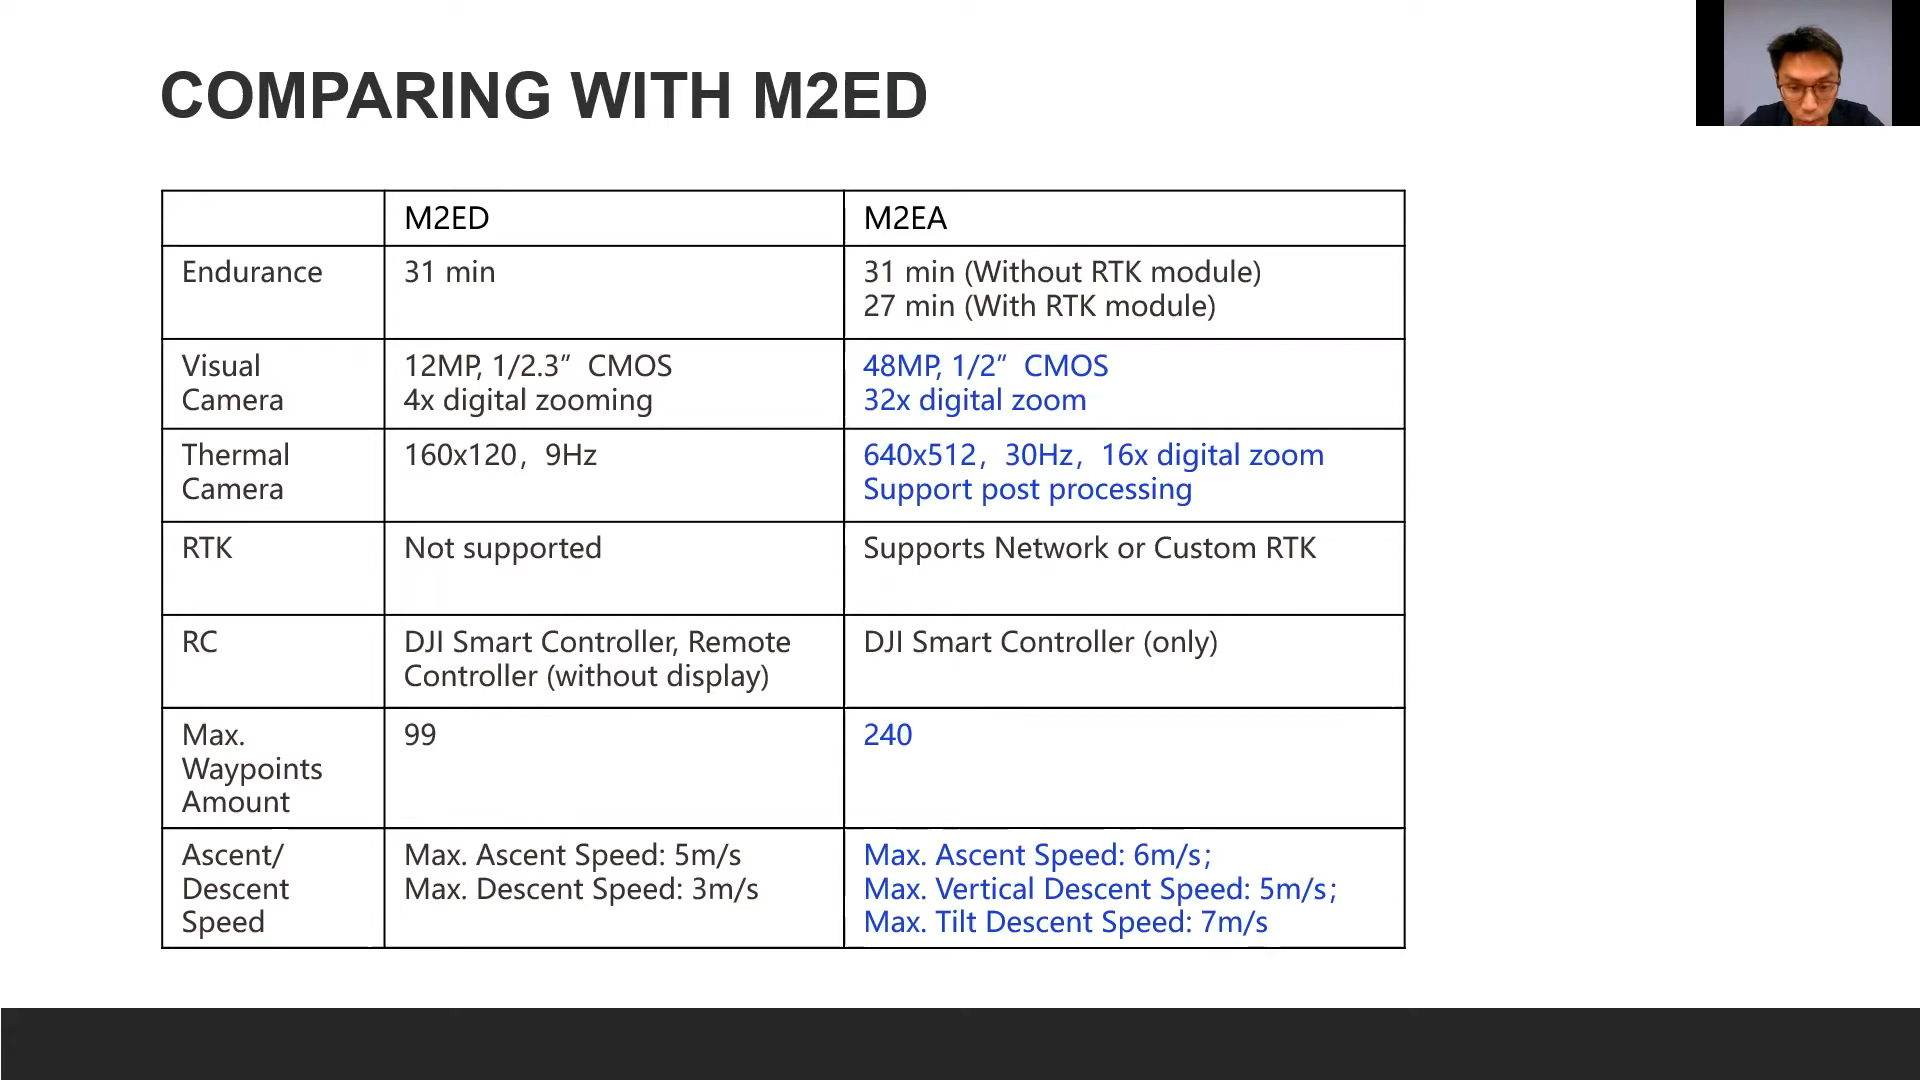 COMPARING WITH M2ED
M2ED
M2EA
Endurance
31 min
31 min (Without RTK module)
27 min (With RTK module)
Visual
Camera
12MP, 1/2.3” CMOS
4x digital zooming
48MP, 1/2” CMOS
32x digital zoom
Thermal
Camera
160x120，9Hz
640x512，30Hz，16x digital zoom
Support post processing
RTK
Not supported
Supports Network or Custom RTK
RC
DJI Smart Controller, Remote
Controller (without display)
DJI Smart Controller (only)
Max.
Waypoints
Amount
99
240
Ascent/
Descent
Speed
Max. Ascent Speed: 5m/s
Max. Descent Speed: 3m/s
Max. Ascent Speed: 6m/s；
Max. Vertical Descent Speed: 5m/s；
Max. Tilt Descent Speed: 7m/s